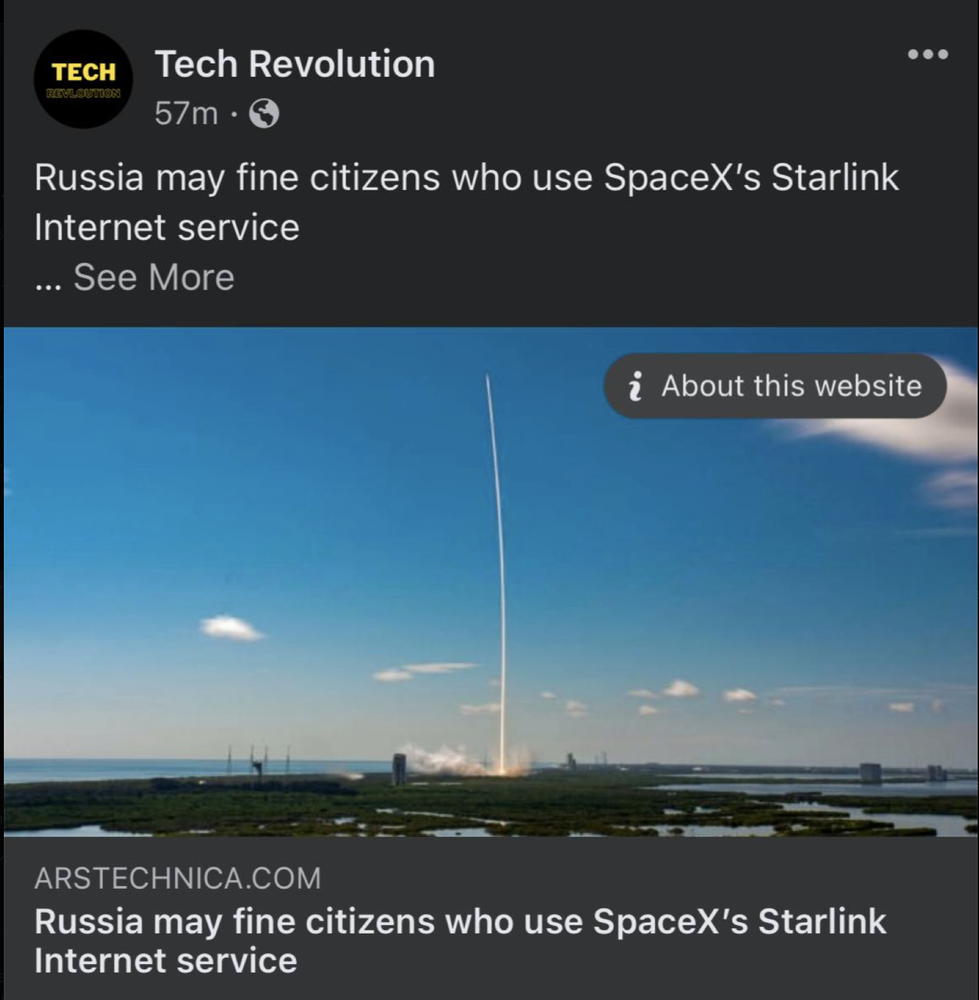 TECH
REVLOUTION
Tech Revolution
57m ·
Russia may fine citizens who use SpaceX’s Starlink
Internet service
... See More
i About this website
ARSTECHNICA.COM
Russia may fine citizens who use SpaceX’s Starlink
Internet service